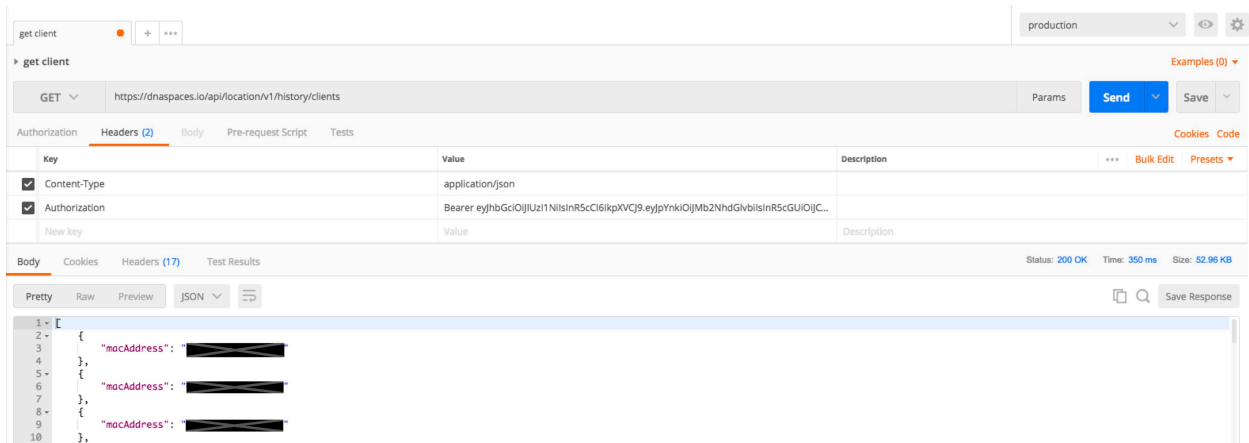 production
get client + •••
get client Examples (0)
GET https://dnaspaces.io/api/location/v1/history/clients Params Send Save
Authorization Headers (2) Body Pre-request Script Tests Cookies Code
Key Value Description ••• Bulk Edit Presets
Content-Type application/json
Authorization Bearer
New key Value Description
Body Cookies Headers (17) Test Results Status: 200 OK Time: 350 ms Size: 52.96 KB
Pretty Raw Preview JSON Save Response
1 [
2 {
3 "macAddress": " "
4 },
5 {
6 "macAddress": " "
7 },
8 {
9 "macAddress": " "
10 },